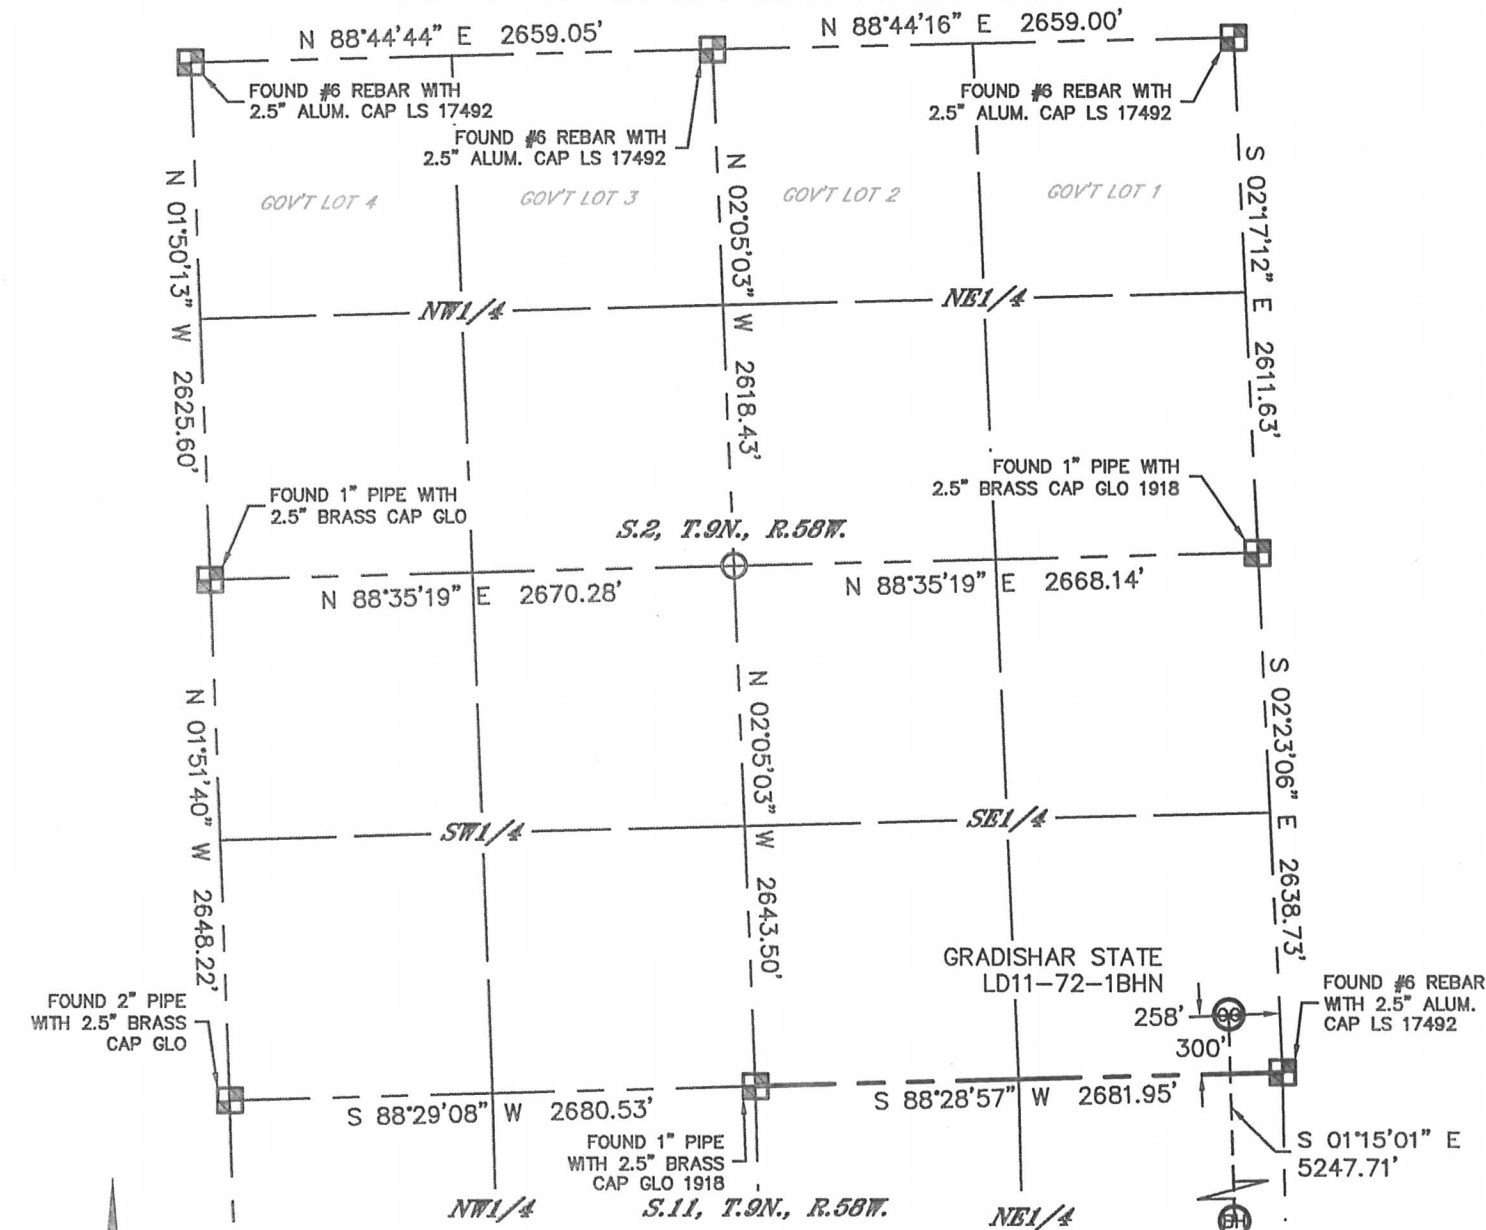 N 88°44'44" E 2659.05'
N 88°44'16" E 2659.00'
FOUND #6 REBAR WITH
2.5" ALUM. CAP LS 17492
FOUND #6 REBAR WITH
2.5" ALUM. CAP LS 17492
FOUND #6 REBAR WITH
2.5" ALUM. CAP LS 17492
N 01°50'13" W 2625.60'
GOV'T LOT 4
GOV'T LOT 3
N 02°05'03" W 2618.43'
GOV'T LOT 2
GOV'T LOT 1
S 02°17'12" E 2611.63'
NW1/4
NE1/4
FOUND 1" PIPE WITH
2.5" BRASS CAP GLO
FOUND 1" PIPE WITH
2.5" BRASS CAP GLO 1918
S.2, T.9N., R.58W.
N 88°35'19" E 2670.28'
N 88°35'19" E 2668.14'
N 01°51'40" W 2648.22'
N 02°05'03" W 2643.50'
S 02°23'06" E 2638.73'
SW1/4
SE1/4
GRADISHAR STATE
LD11-72-1BHN
258'
300'
FOUND #6 REBAR
WITH 2.5" ALUM.
CAP LS 17492
FOUND 2" PIPE
WITH 2.5" BRASS
CAP GLO
S 88°29'08" W 2680.53'
S 88°28'57" W 2681.95'
FOUND 1" PIPE
WITH 2.5" BRASS
CAP GLO 1918
S 01°15'01" E
5247.71'
NW1/4
S.11, T.9N., R.58W.
NE1/4
BH